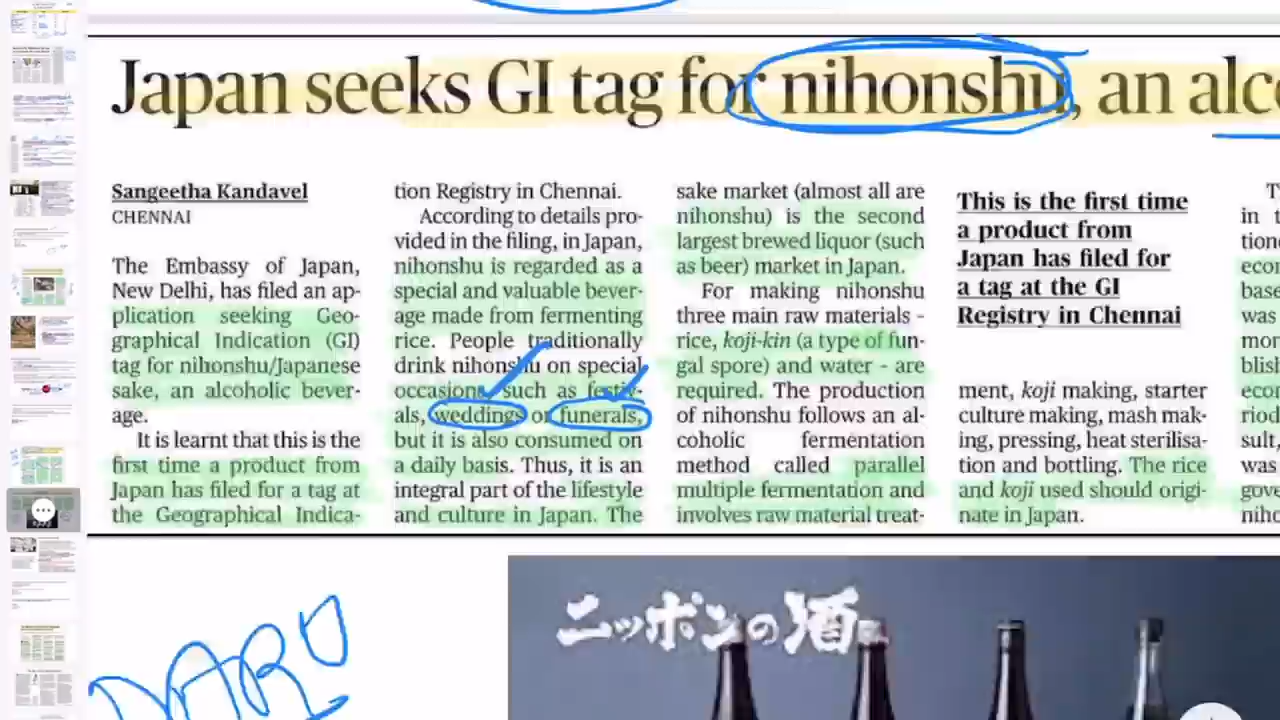 Japan seeks GI tag for nihonshu, an alc
Sangeetha Kandavel
CHENNAI
The Embassy of Japan,
New Delhi, has filed an ap-
plication seeking Geo-
graphical Indication (GI)
tag for nihonshu/Japanese
sake, an alcoholic bever-
age.
It is learnt that this is the
first time a product from
Japan has filed for a tag at
the Geographical Indica-
tion Registry in Chennai.
According to details pro-
vided in the filing, in Japan,
nihonshu is regarded as a
special and valuable bever-
age made from fermenting
rice. People traditionally
drink nihonshu on special
occasions such as festiv-
als, weddings or funerals,
but it is also consumed on
a daily basis. Thus, it is an
integral part of the lifestyle
and culture in Japan. The
sake market (almost all are
nihonshu) is the second
largest brewed liquor (such
as beer) market in Japan.
For making nihonshu
three main raw materials –
rice, koji-kin (a type of fun-
gal spore) and water – are
required. The production
of nihonshu follows an al-
coholic fermentation
method called parallel
multiple fermentation and
involves raw material treat-
This is the first time
a product from
Japan has filed for
a tag at the GI
Registry in Chennai
ment, koji making, starter
culture making, mash mak-
ing, pressing, heat sterilisa-
tion and bottling. The rice
and koji used should origi-
nate in Japan.
ニッポンの酒